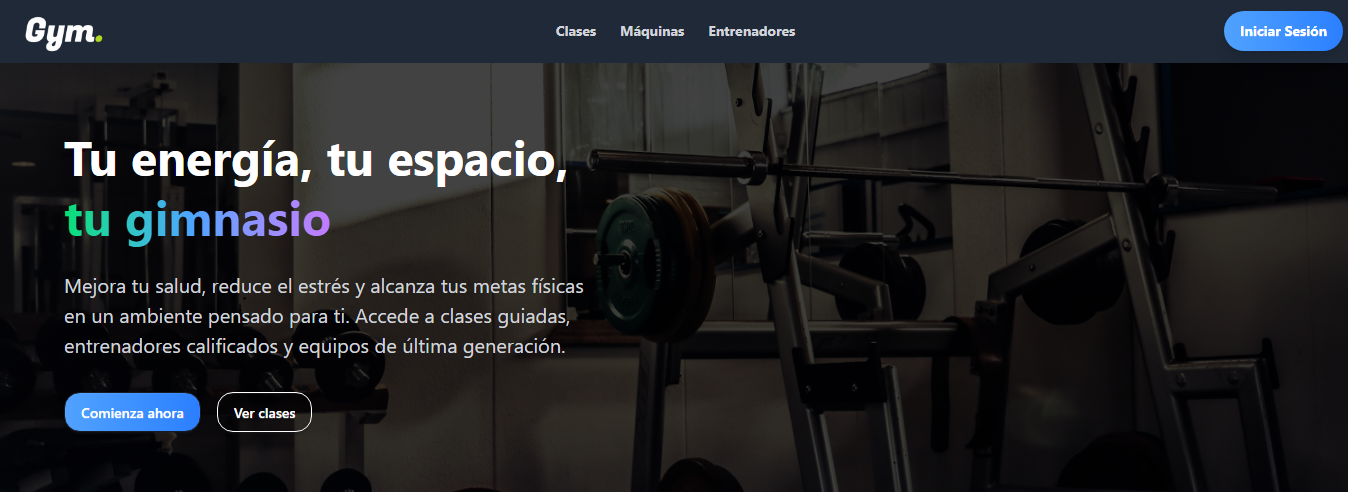 Gym.
Clases
Máquinas
Entrenadores
Iniciar Sesión
Tu energía, tu espacio,
tu gimnasio
Mejora tu salud, reduce el estrés y alcanza tus metas físicas
en un ambiente pensado para ti. Accede a clases guiadas,
entrenadores calificados y equipos de última generación.
Comienza ahora
Ver clases